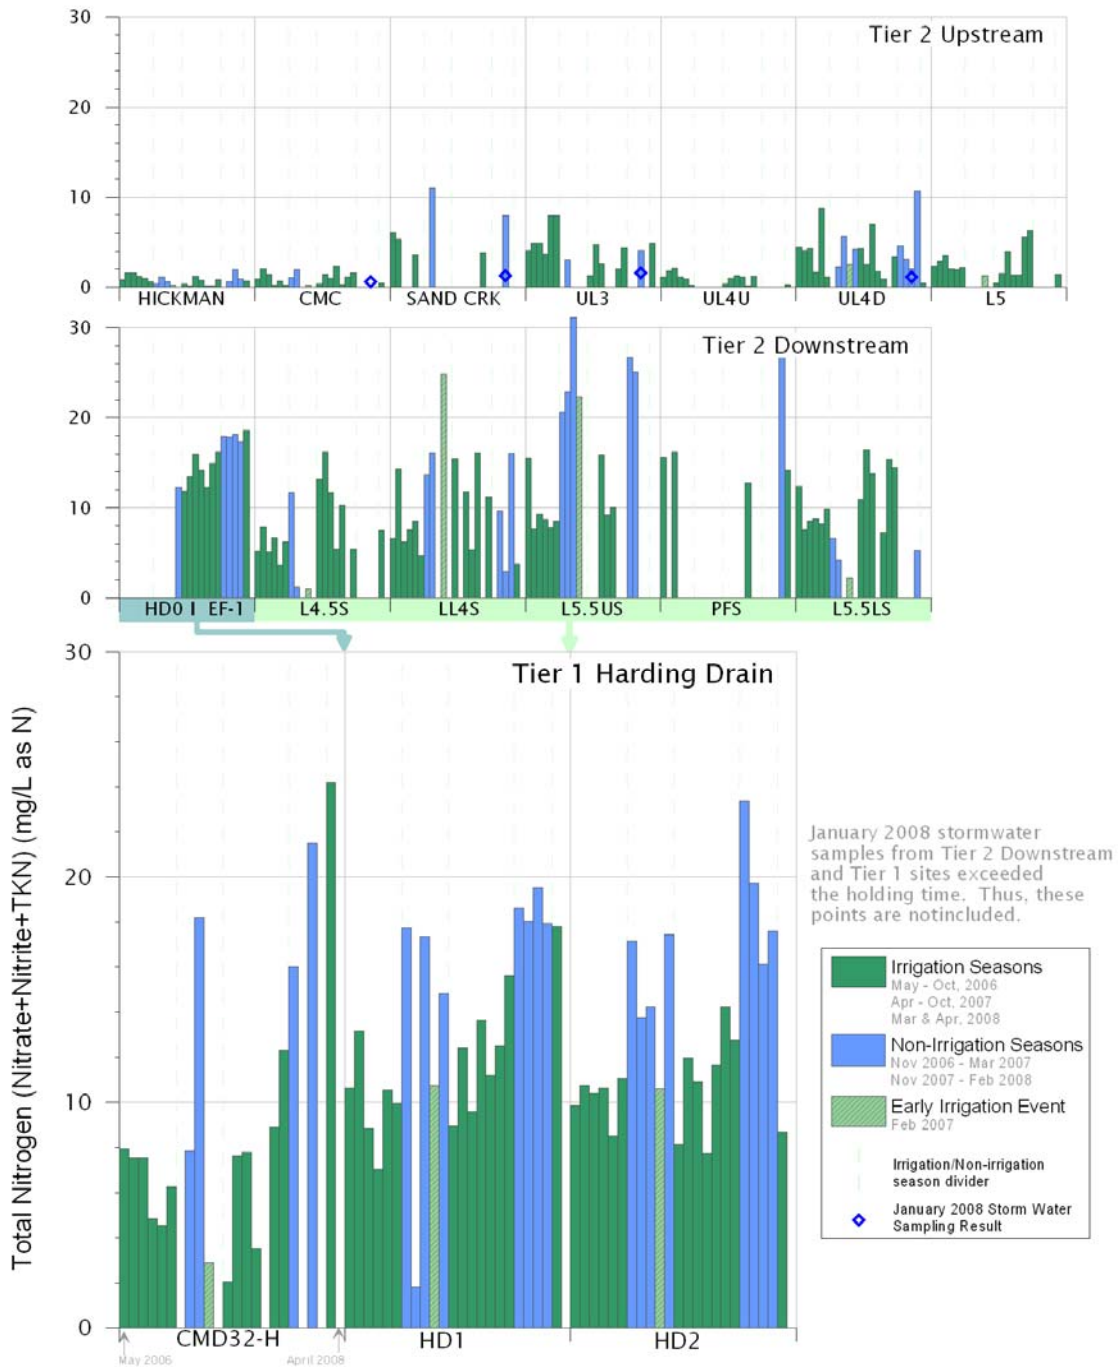 30
Tier 2 Upstream
20
10
0
HICKMAN CMC SAND CRK UL3 UL4U UL4D L5
30
Tier 2 Downstream
20
10
0
HD0 I EF-1 L4.5S LL4S L5.5US PFS L5.5LS
30
Tier 1 Harding Drain
20
10
0
Total Nitrogen (Nitrate+Nitrite+TKN) (mg/L as N)
CMD32-H HD1 HD2
May 2006 April 2008
January 2008 stormwater
samples from Tier 2 Downstream
and Tier 1 sites exceeded
the holding time. Thus, these
points are notincluded.
Irrigation Seasons
May - Oct, 2006
Apr - Oct, 2007
Mar & Apr, 2008
Non-Irrigation Seasons
Nov 2006 - Mar 2007
Nov 2007 - Feb 2008
Early Irrigation Event
Feb 2007
Irrigation/Non-irrigation
season divider
January 2008 Storm Water
Sampling Result